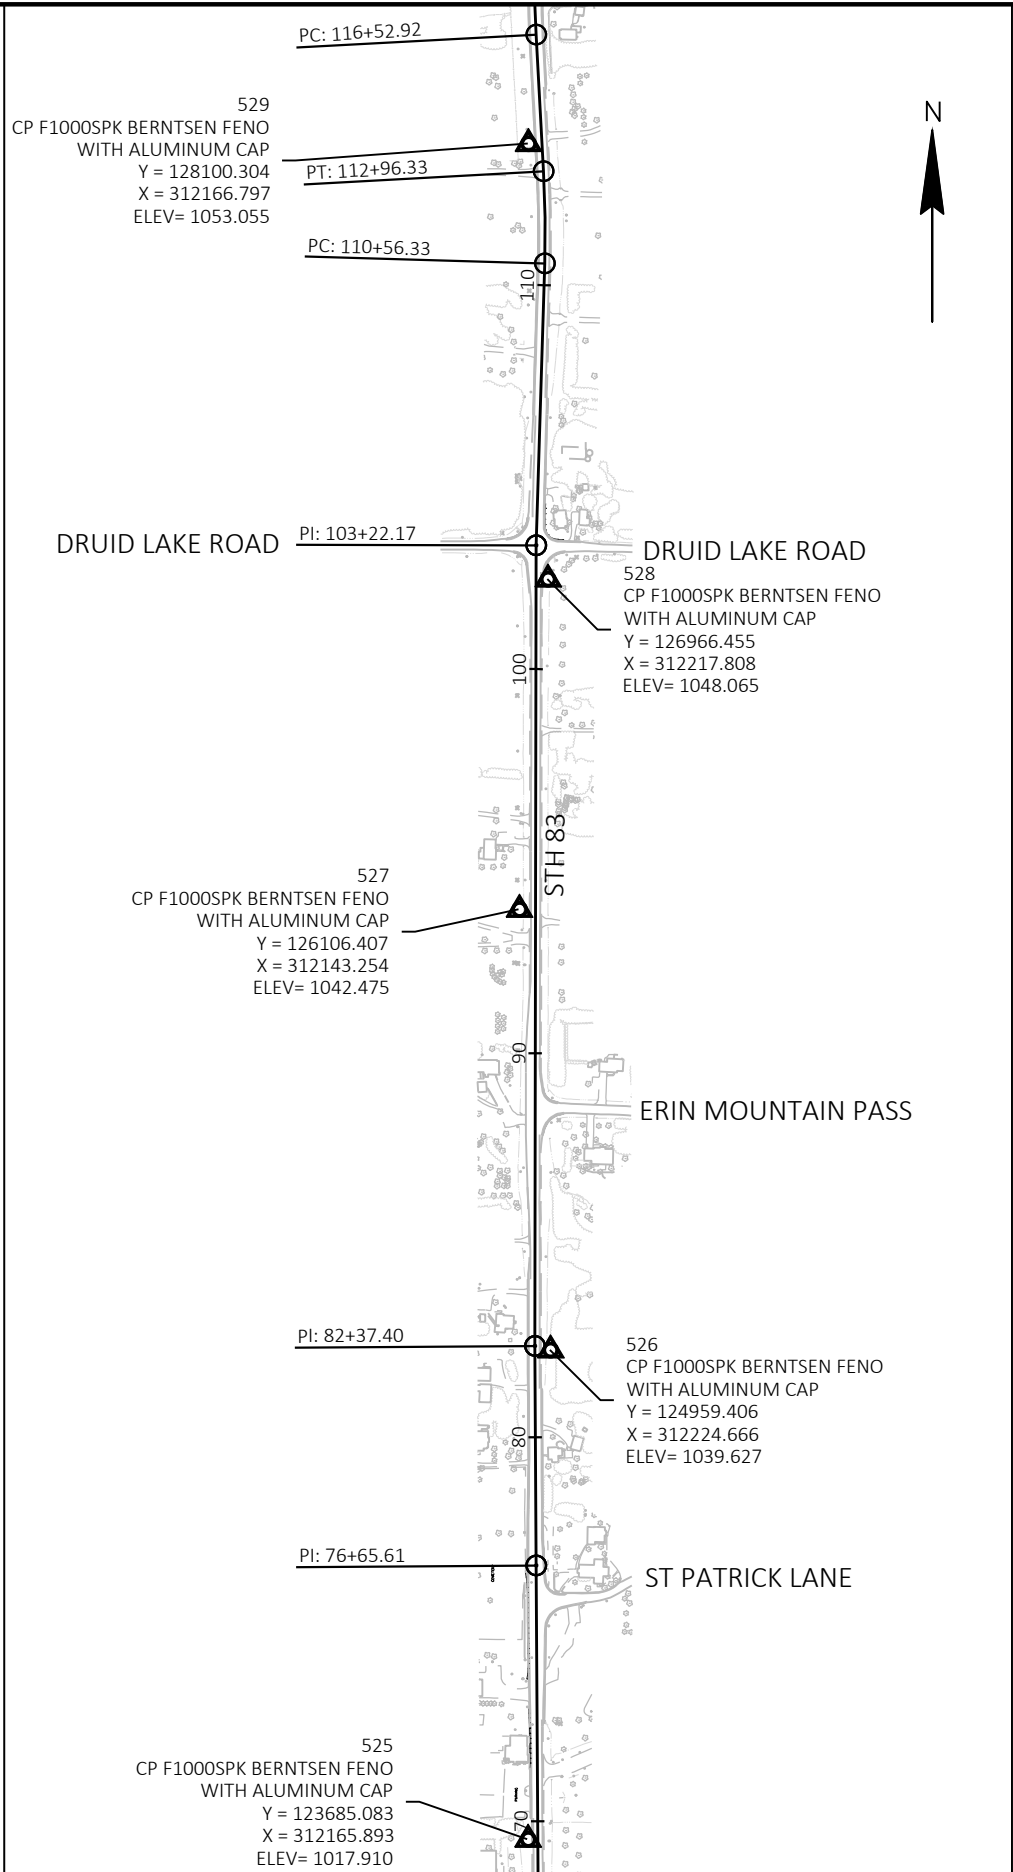 PC: 116+52.92
529
CP F1000SPK BERNTSEN FENO
WITH ALUMINUM CAP
Y = 128100.304
X = 312166.797
ELEV= 1053.055
N
PT: 112+96.33
PC: 110+56.33
110
DRUID LAKE ROAD
PI: 103+22.17
DRUID LAKE ROAD
528
CP F1000SPK BERNTSEN FENO
WITH ALUMINUM CAP
Y = 126966.455
X = 312217.808
ELEV= 1048.065
100
STH 83
527
CP F1000SPK BERNTSEN FENO
WITH ALUMINUM CAP
Y = 126106.407
X = 312143.254
ELEV= 1042.475
90
ERIN MOUNTAIN PASS
PI: 82+37.40
526
CP F1000SPK BERNTSEN FENO
WITH ALUMINUM CAP
Y = 124959.406
X = 312224.666
ELEV= 1039.627
80
PI: 76+65.61
ST PATRICK LANE
525
CP F1000SPK BERNTSEN FENO
WITH ALUMINUM CAP
Y = 123685.083
X = 312165.893
ELEV= 1017.910
70